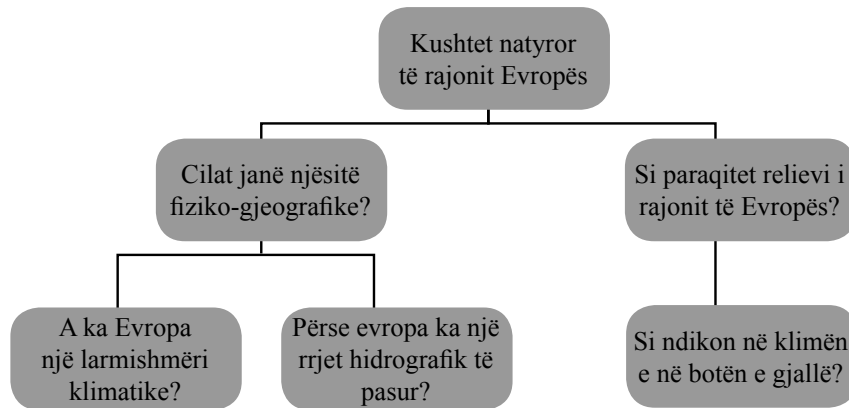 Kushtet natyror
të rajonit Evropës
Cilat janë njësitë
fiziko-gjeografike?
Si paraqitet relievi i
rajonit të Evropës?
A ka Evropa
një larmishmëri
klimatike?
Përse evropa ka një
rrjet hidrografik të
pasur?
Si ndikon në klimën
e në botën e gjallë?